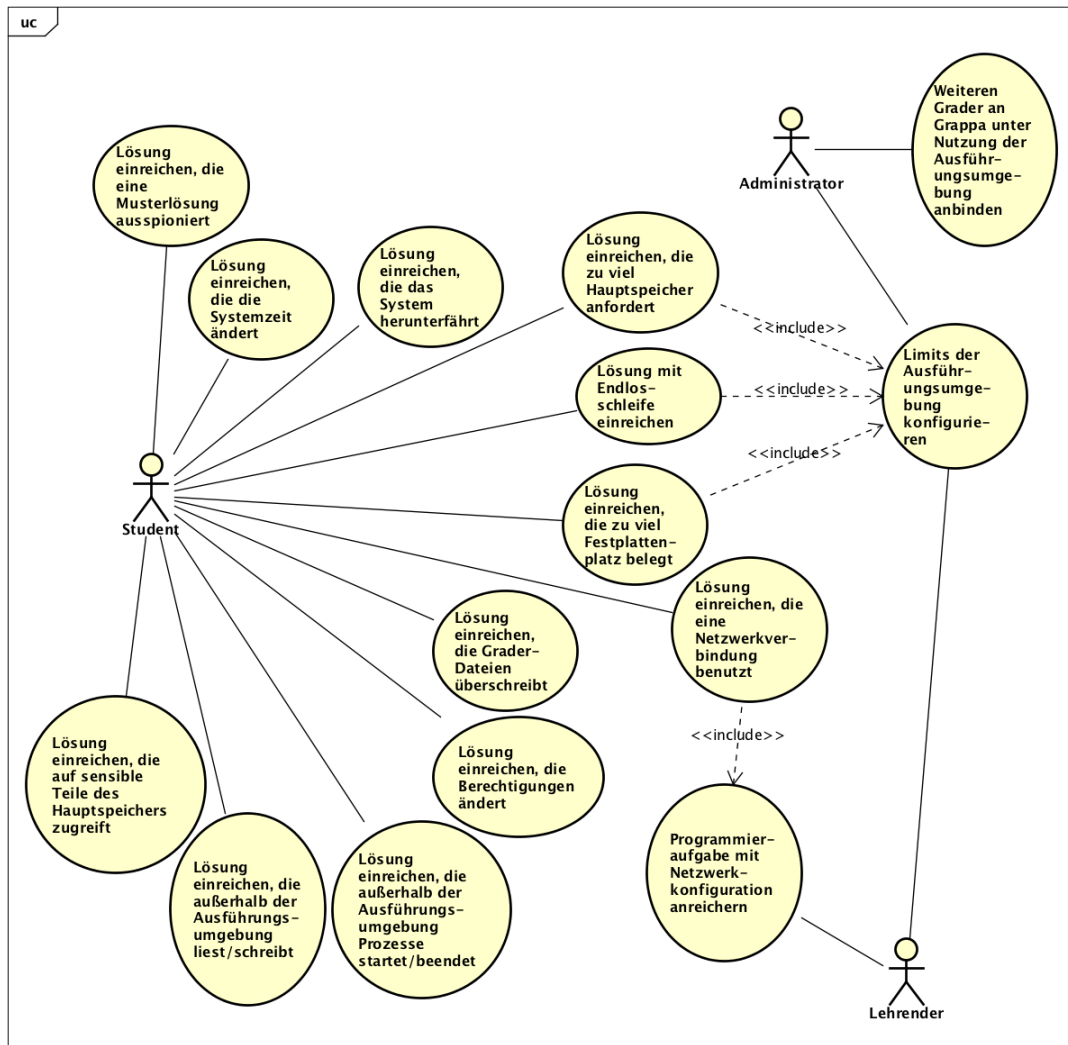 uc
Weiteren
Grader an
Grappa unter
Nutzung der
Ausführ-
ungsumge-
bung
anbinden
Administrator
Lösung
einreichen, die
eine
Musterlösung
ausspioniert
Lösung
einreichen,
die die
Systemzeit
ändert
Lösung
einreichen,
die das
System
herunterfährt
Lösung
einreichen, die
zu viel
Hauptspeicher
anfordert
<<include>>
Limits der
Ausführ-
ungsumge-
bung
konfigurie-
ren
Lösung mit
Endlos-
schleife
einreichen
<<include>>
<<include>>
Student
Lösung
einreichen,
die zu viel
Festplatten-
platz belegt
Lösung
einreichen, die
eine
Netzwerkver-
bindung
benutzt
Lösung
einreichen,
die Grader-
Dateien
überschreibt
<<include>>
Lösung
einreichen, die
auf sensible
Teile des
Hauptspeichers
zugreift
Lösung
einreichen, die
Berechtigungen
ändert
Lösung
einreichen, die
außerhalb der
Ausführungs-
umgebung
liest/schreibt
Lösung
einreichen, die
außerhalb der
Ausführungs-
umgebung
Prozesse
startet/beendet
Programmier-
aufgabe mit
Netzwerk-
konfiguration
anreichern
Lehrender